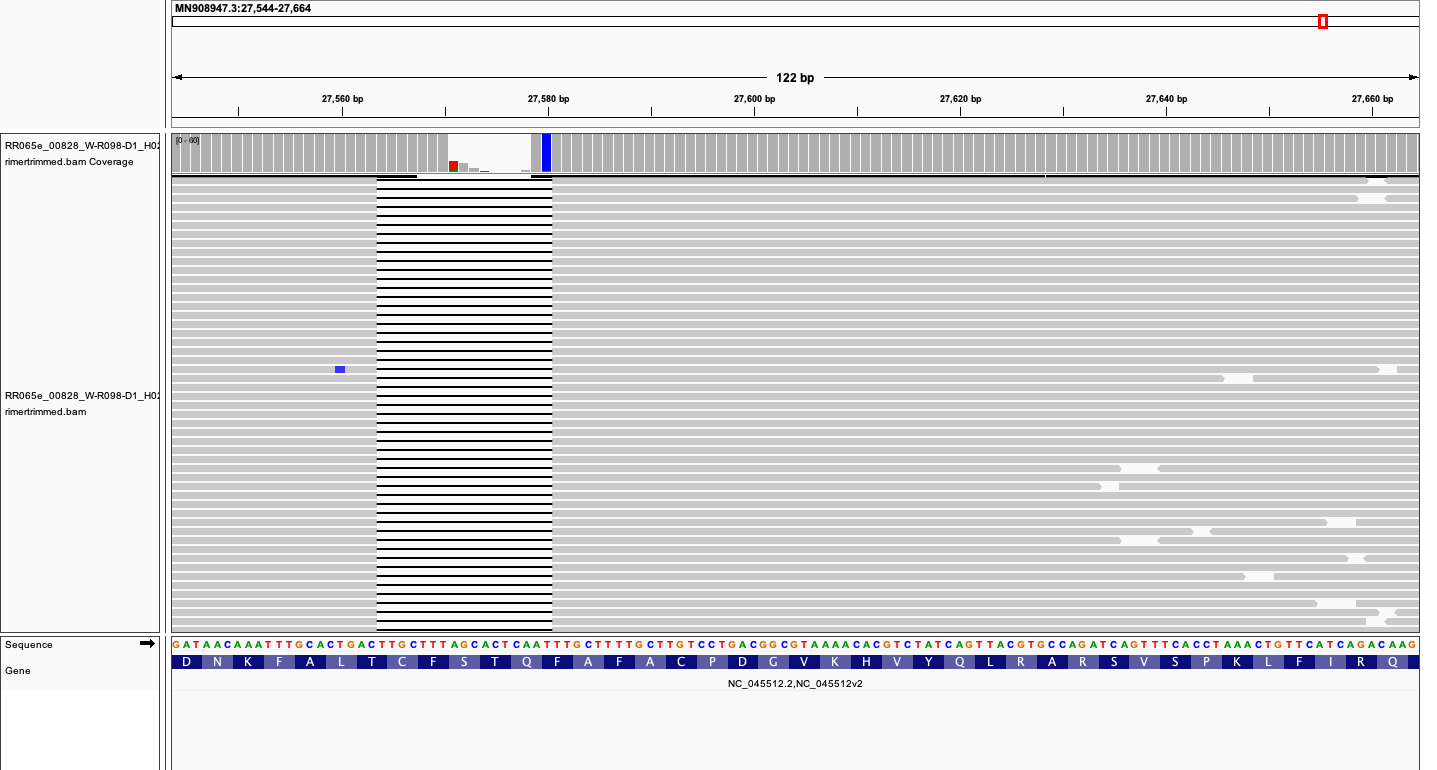 MN908947.3:27,544-27,664
122 bp
27,560 bp 27,580 bp 27,600 bp 27,620 bp 27,640 bp 27,660 bp
[0 - 60]
RR065e_00828_W-R098-D1_H02
rimertrimmed.bam Coverage
RR065e_00828_W-R098-D1_H02
rimertrimmed.bam
Sequence GATAACAAATTTGCACTGACTTGCTTTAGCACTCAATTTGCTTTTGCTTGTCCTGACGGCGTAAAACACGTCTATCAGTTACGTGCCAGATCAGTTTCACCTAAACTGTTCATCAGACAAG
Gene D N K F A L T C F S T Q F A F A C P D G V K H V Y Q L R A R S V S P K L F I R Q
NC_045512.2,NC_045512v2